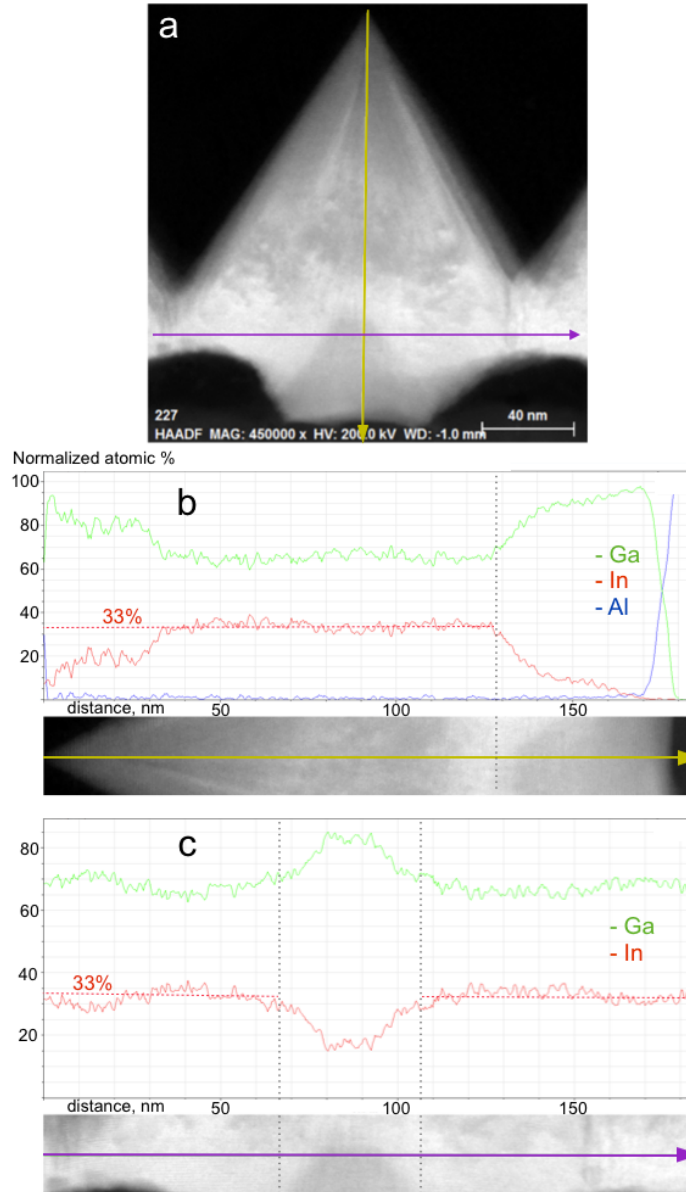 a
227
HAADF MAG: 450000 x HV: 200.0 kV WD: -1.0 mm
40 nm
Normalized atomic %
b
100
80
60
40
20
33%
- Ga
- In
- Al
distance, nm 50 100 150
c
80
60
40
20
33%
- Ga
- In
distance, nm 50 100 150